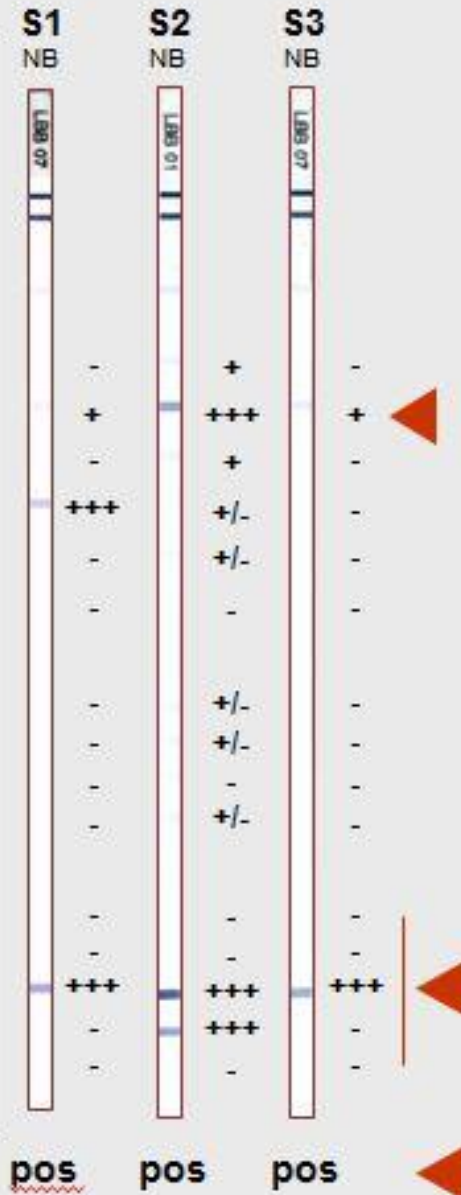 S1 S2 S3
NB NB NB
LBB 07 LBB 01 LBB 07
- + -
+ +++ +
- + -
+++ +/- -
- +/- -
- - -
- +/- -
- +/- -
- - -
- +/- -
- - -
- - -
+++ +++ +++
- +++ -
- - -
pos pos pos